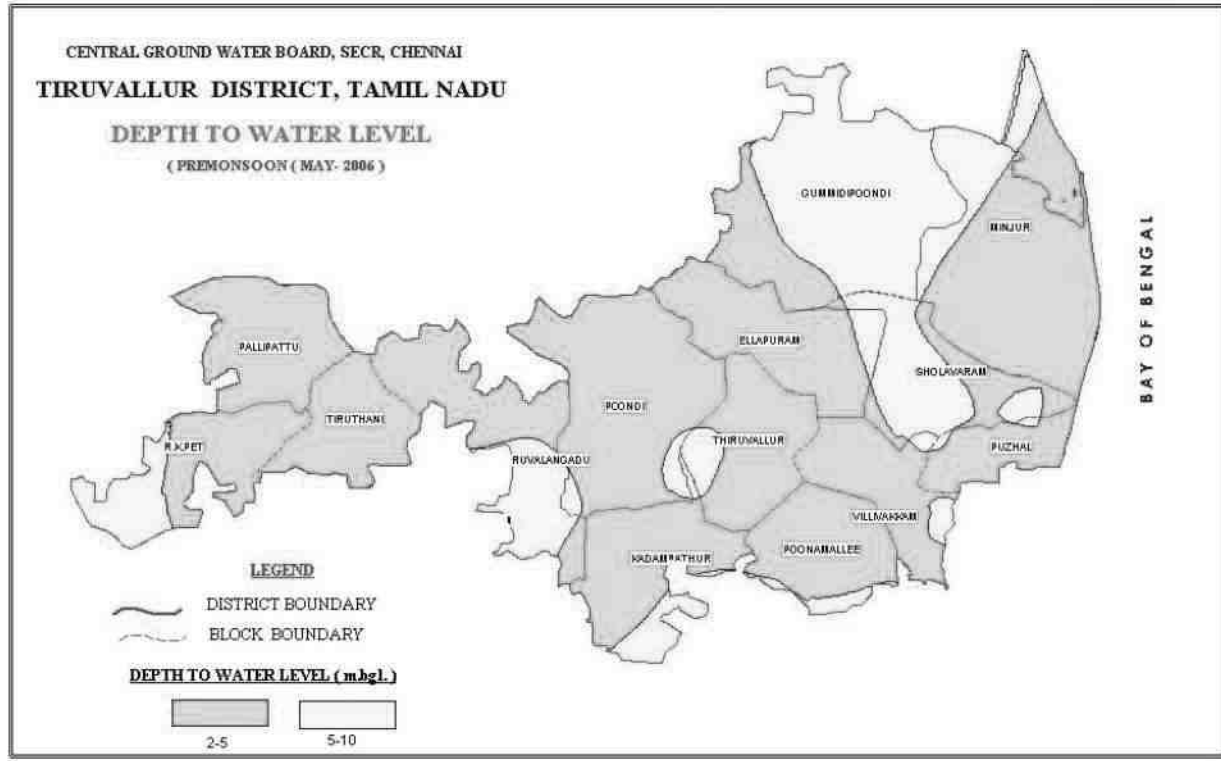 CENTRAL GROUND WATER BOARD, SECR, CHENNAI
TIRUVALLUR DISTRICT, TAMIL NADU
DEPTH TO WATER LEVEL
( PREMONSOON ( MAY- 2006 )
GUMMIDIPOONDI
MINJUR
BAY OF BENGAL
PALLIPATTU
ELLAPURAM
SHOLAVARAM
TIRUTHANI
POONDI
R.K.PET
THIRUVALLUR
PUZHAL
RUVALANGADU
VILLIVAKKAM
KADAMBATHUR
POONAMALLEE
LEGEND
DISTRICT BOUNDARY
BLOCK BOUNDARY
DEPTH TO WATER LEVEL ( m.bgl. )
2-5
5-10